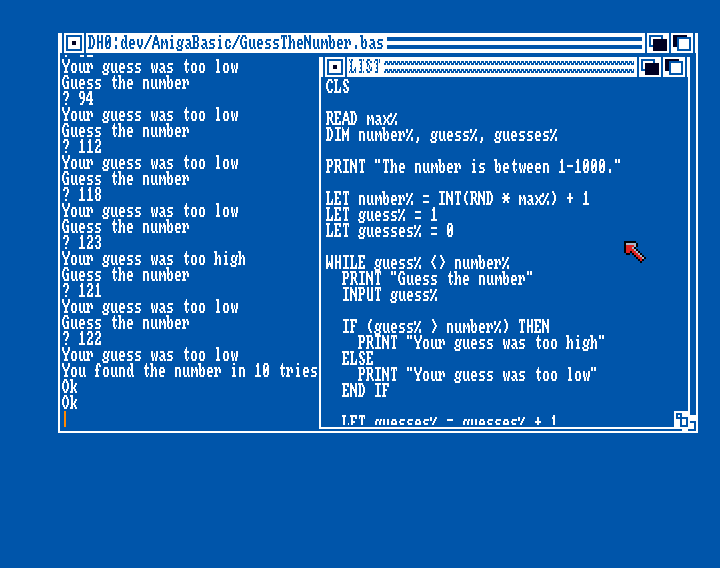 DH0:dev/AmigaBasic/GuessTheNumber.bas
Your guess was too low
Guess the number
? 94
Your guess was too low
Guess the number
? 112
Your guess was too low
Guess the number
? 118
Your guess was too low
Guess the number
? 123
Your guess was too high
Guess the number
? 121
Your guess was too low
Guess the number
? 122
Your guess was too low
You found the number in 10 tries
Ok
Ok
LIST
CLS
READ max%
DIM number%, guess%, guesses%
PRINT "The number is between 1-1000."
LET number% = INT(RND * max%) + 1
LET guess% = 1
LET guesses% = 0
WHILE guess% <> number%
PRINT "Guess the number"
INPUT guess%
IF (guess% > number%) THEN
PRINT "Your guess was too high"
ELSE
PRINT "Your guess was too low"
END IF
LET guesses% = guesses% + 1